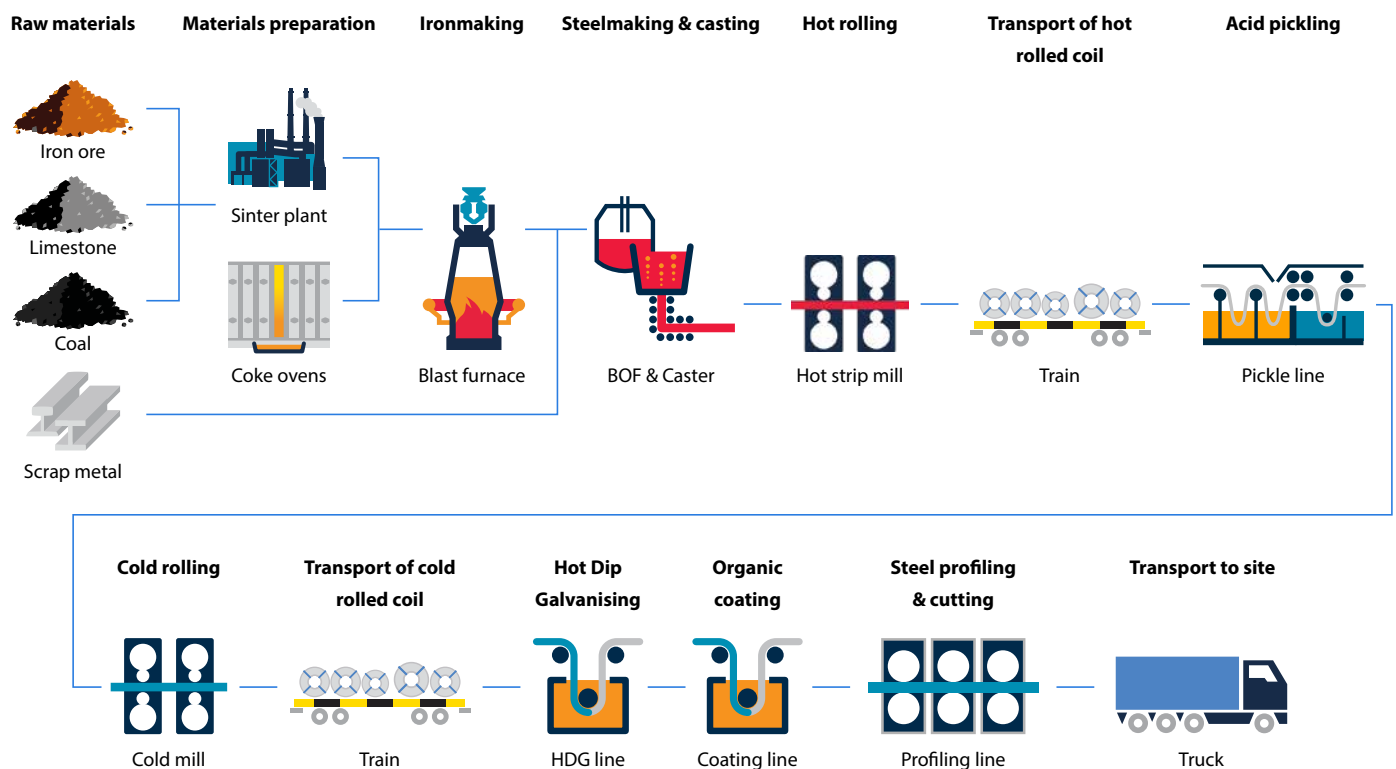 Raw materials
Materials preparation
Ironmaking
Steelmaking & casting
Hot rolling
Transport of hot
rolled coil
Acid pickling
Iron ore
Limestone
Coal
Scrap metal
Sinter plant
Coke ovens
Blast furnace
BOF & Caster
Hot strip mill
Train
Pickle line
Cold rolling
Transport of cold
rolled coil
Hot Dip
Galvanising
Organic
coating
Steel profiling
& cutting
Transport to site
Cold mill
Train
HDG line
Coating line
Profiling line
Truck